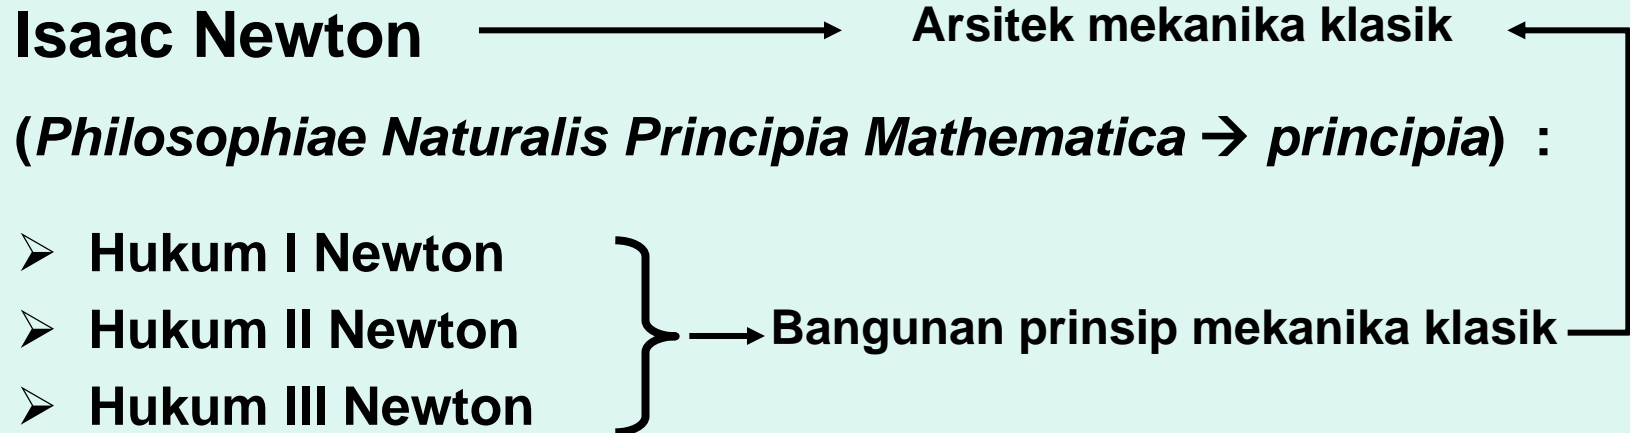 Isaac Newton Arsitek mekanika klasik
(Philosophiae Naturalis Principia Mathematica → principia) :
➢ Hukum I Newton
➢ Hukum II Newton Bangunan prinsip mekanika klasik
➢ Hukum III Newton